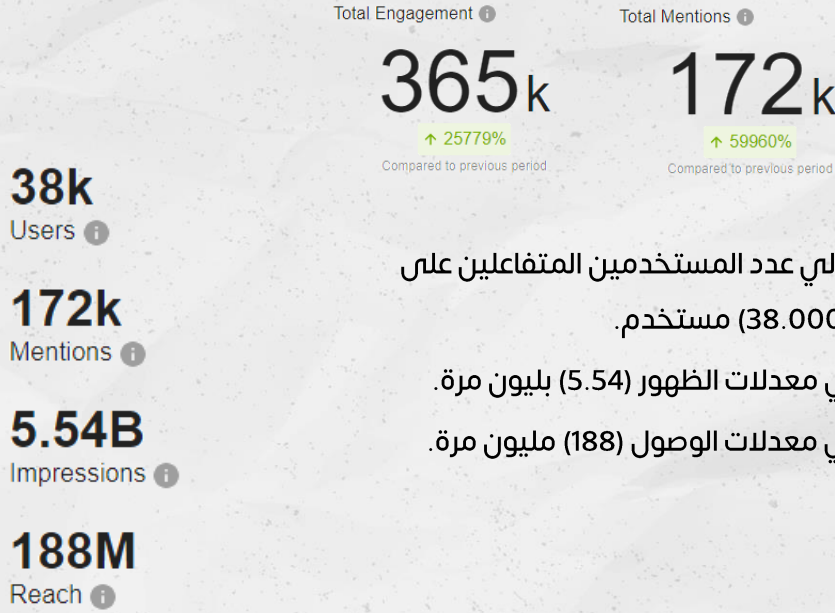 Total Engagement
Total Mentions
365k
172k
↑ 25779%
↑ 59960%
Compared to previous period
Compared to previous period
38k
Users
172k
Mentions
5.54B
Impressions
188M
Reach
عدد المستخدمين المتفاعلين على
مستخدم.
معدلات الظهور (5.54) بليون مرة.
معدلات الوصول (188) مليون مرة.